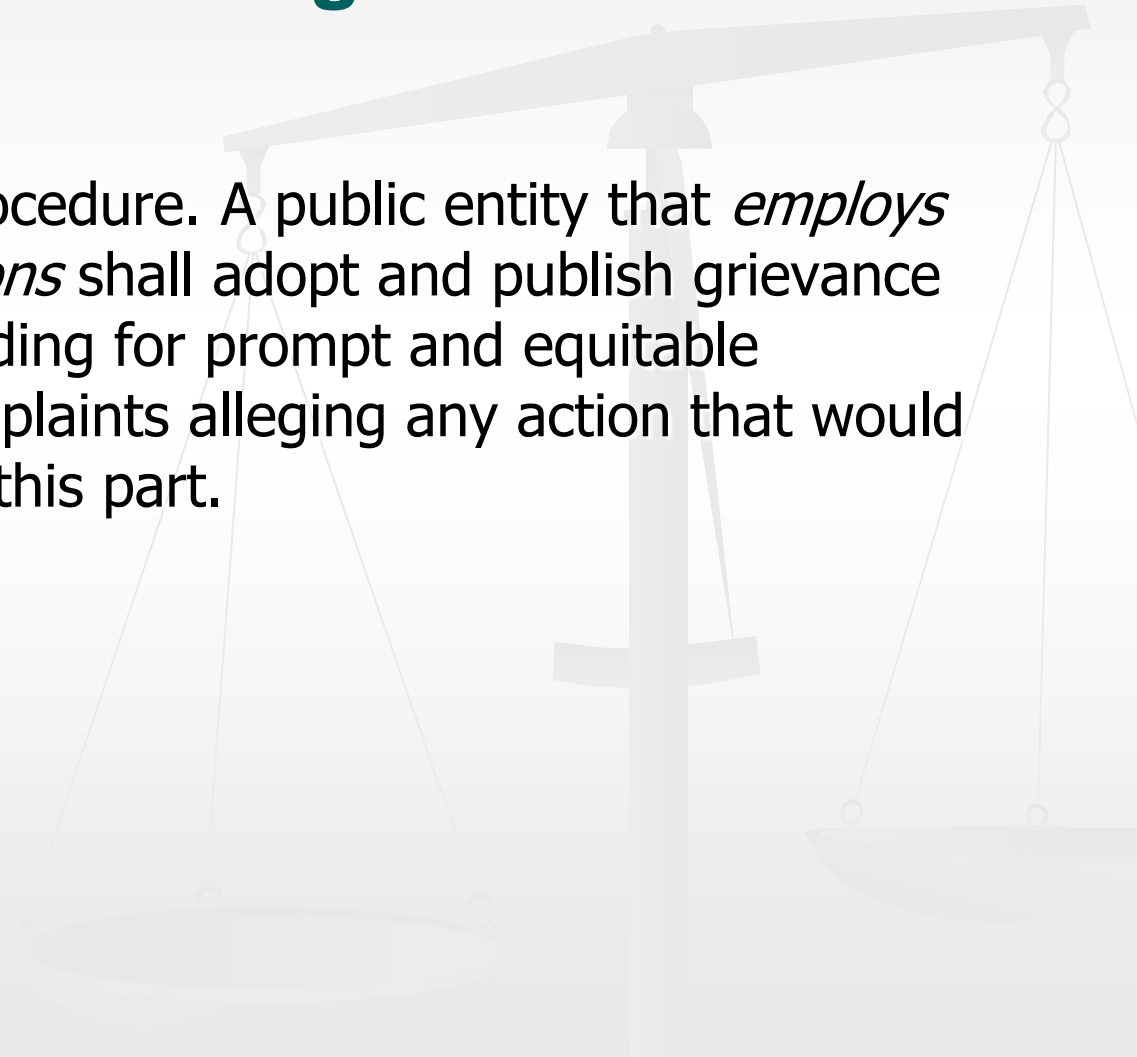 g
ocedure. A public entity that employs
ons shall adopt and publish grievance
ding for prompt and equitable
plaints alleging any action that would
this part.